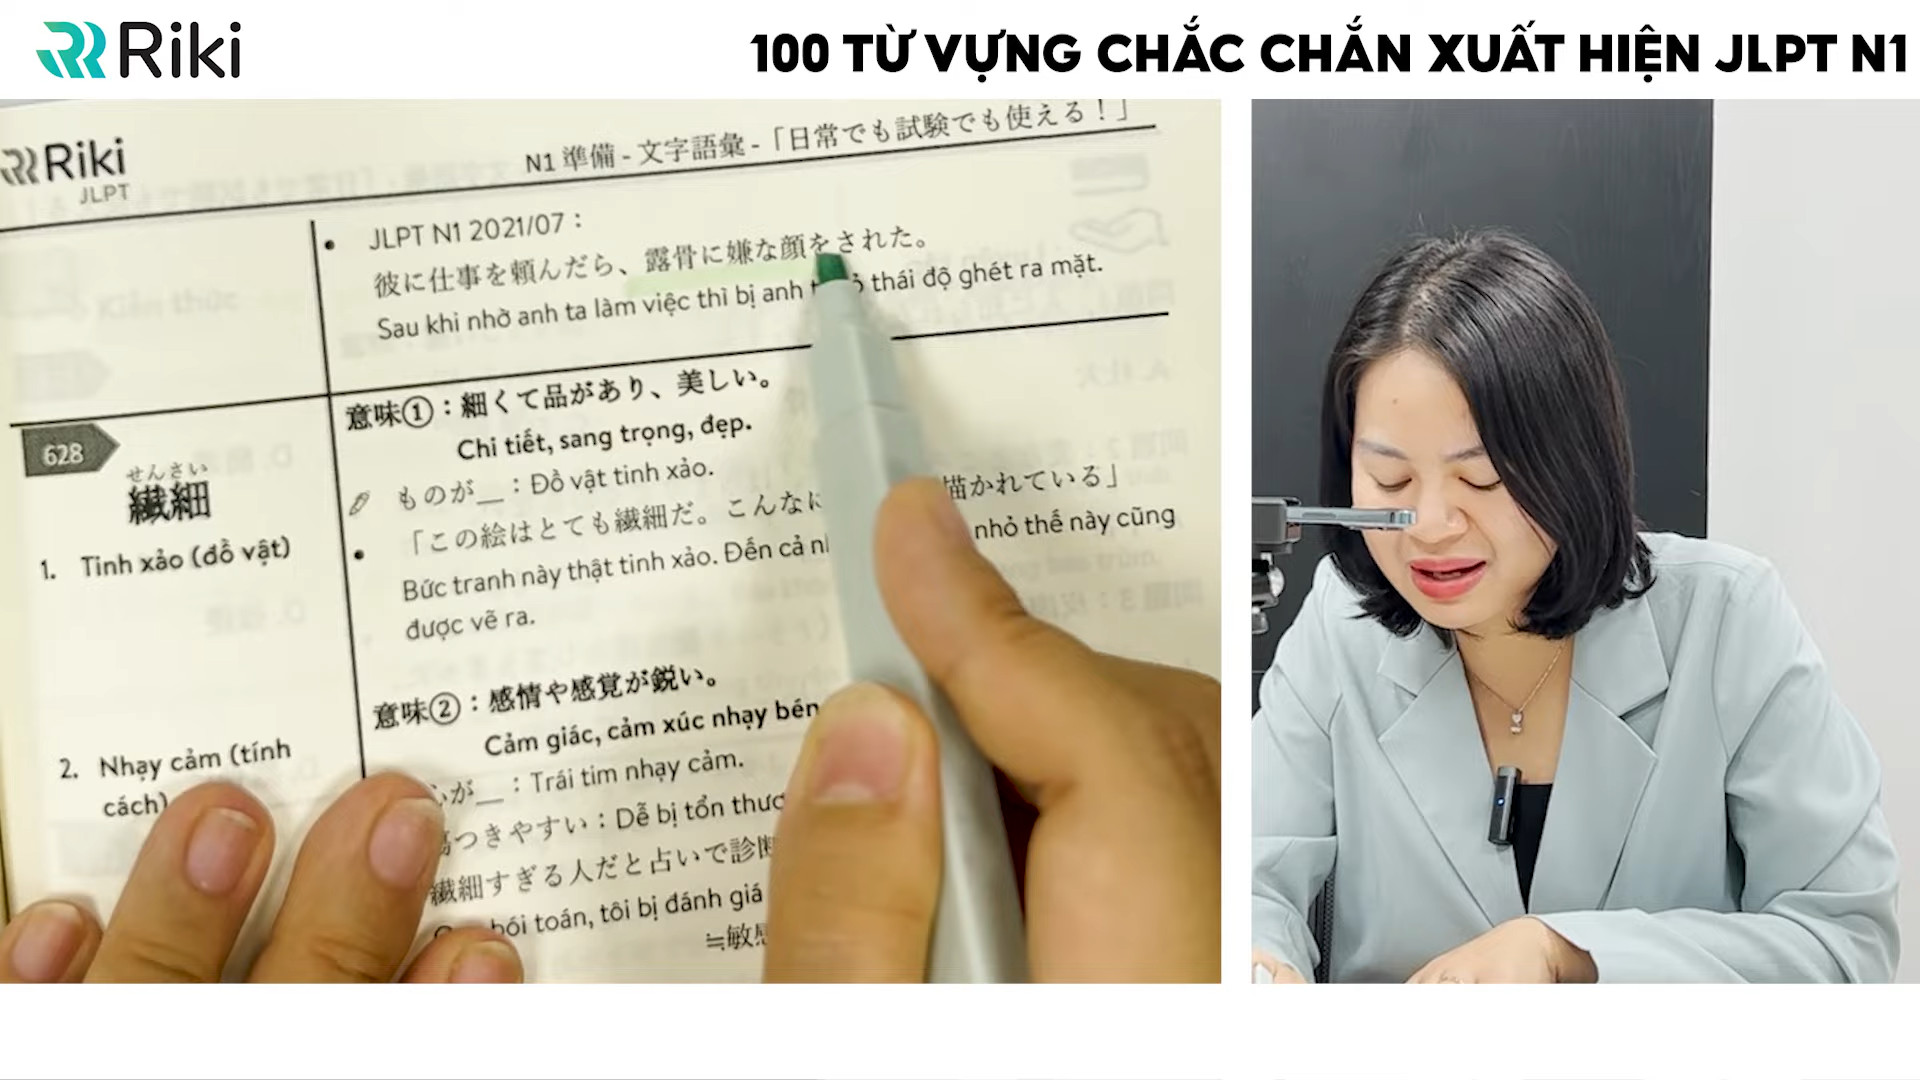 Riki
100 TỪ VỰNG CHẮC CHẮN XUẤT HIỆN JLPT N1
Riki
JLPT
N1 準備 - 文字語彙 -「日常でも試験でも使える！」
• JLPT N1 2021/07：
彼に仕事を頼んだら、露骨に嫌な顔をされた。
Sau khi nhờ anh ta làm việc thì bị anh thái độ ghét ra mặt.
628
せんさい
繊細
1. Tinh xảo (đồ vật)
2. Nhạy cảm (tính
cách)
意味①：細くて品があり、美しい。
Chi tiết, sang trọng, đẹp.
ものが__：Đồ vật tinh xảo.
• 「この絵はとても繊細だ。こんなに 描かれている」
Bức tranh này thật tinh xảo. Đến cả nhỏ thế này cũng
được vẽ ra.
意味②：感情や感覚が鋭い。
Cảm giác, cảm xúc nhạy bén
心が__：Trái tim nhạy cảm.
傷つきやすい：Dễ bị tổn thươ
繊細すぎる人だと占いで診断
bói toán, tôi bị đánh giá
≒敏感